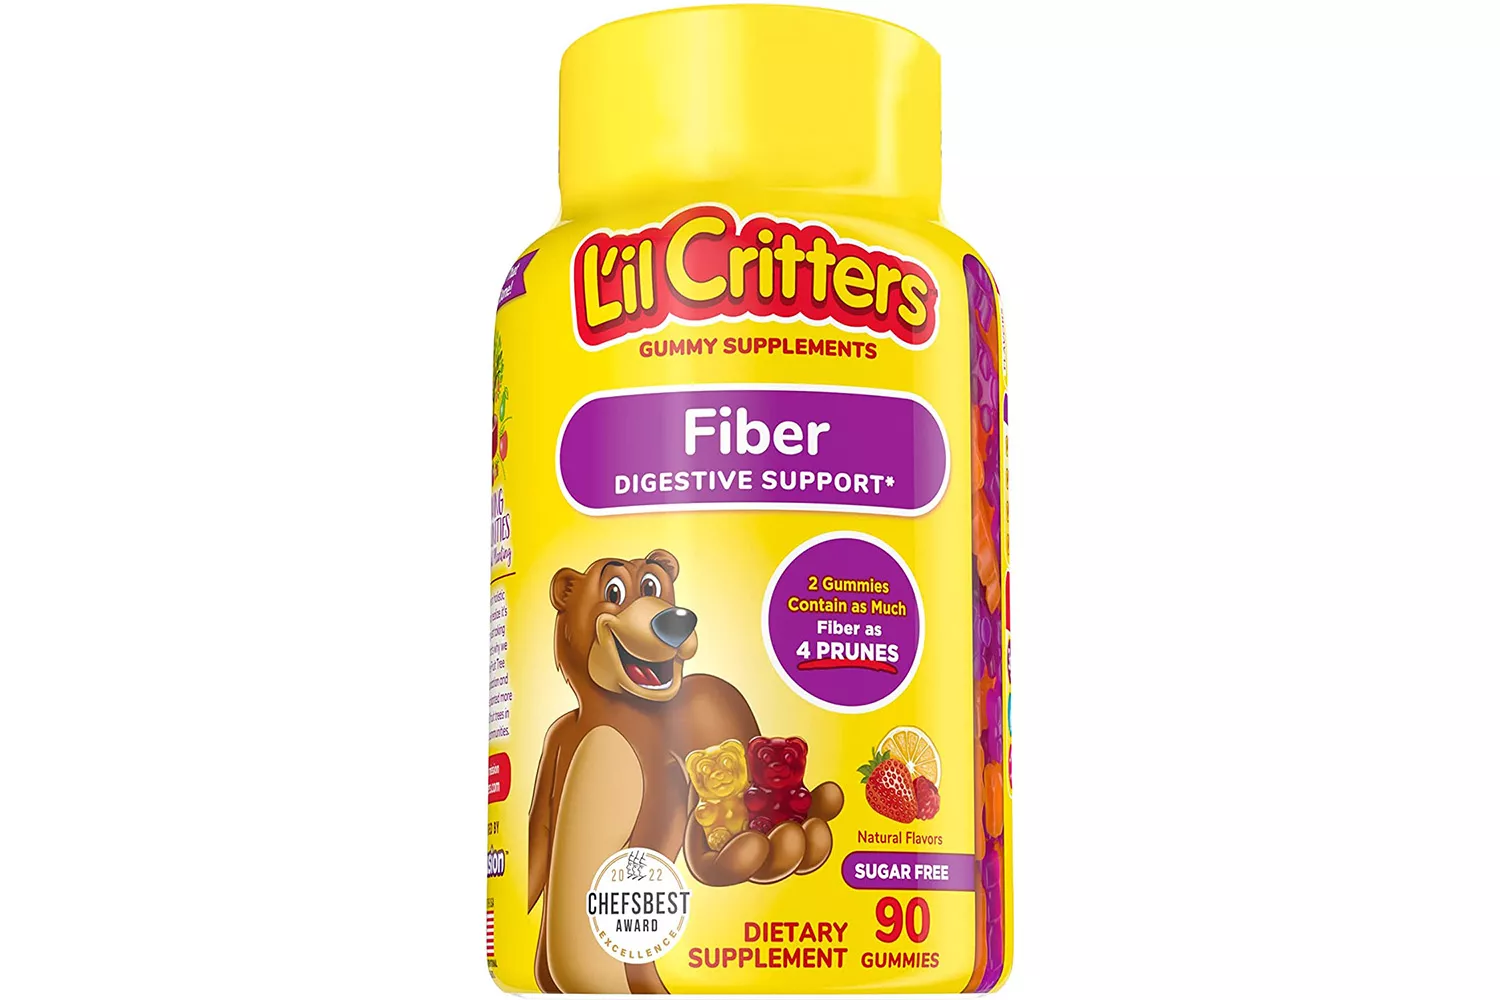 L'il Critters
GUMMY SUPPLEMENTS
Fiber
DIGESTIVE SUPPORT*
2 Gummies
Contain as Much
Fiber as
4 PRUNES
Natural Flavors
SUGAR FREE
90
GUMMIES
DIETARY
SUPPLEMENT
2022
CHEFSBEST
AWARD
EXCELLENCE